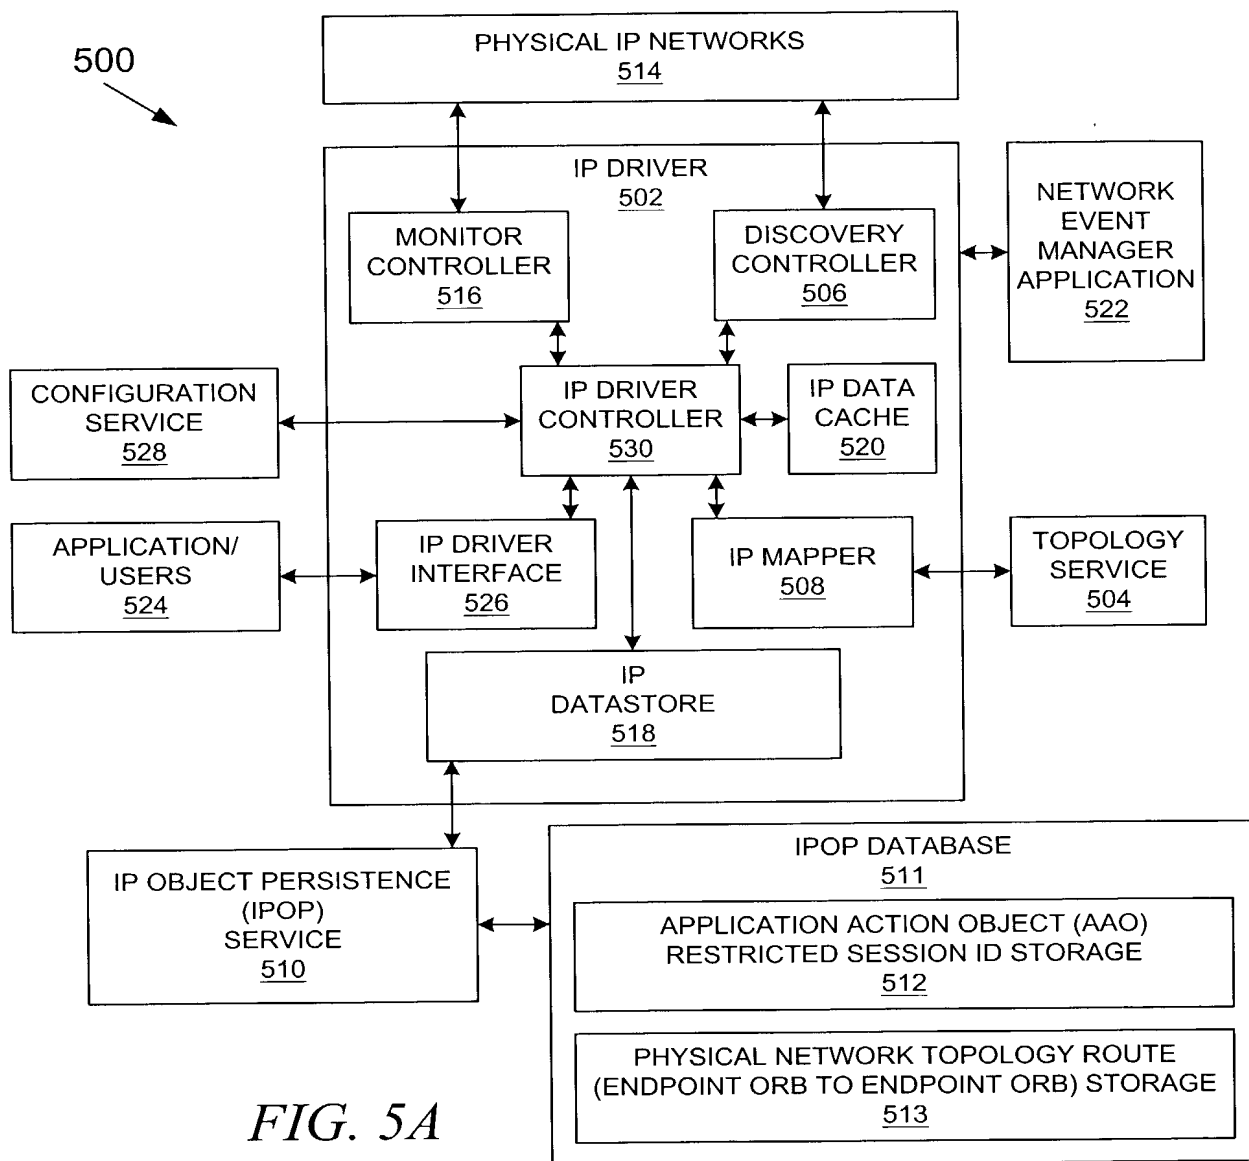 500
PHYSICAL IP NETWORKS
514
IP DRIVER
502
MONITOR
CONTROLLER
516
DISCOVERY
CONTROLLER
506
NETWORK
EVENT
MANAGER
APPLICATION
522
CONFIGURATION
SERVICE
528
IP DRIVER
CONTROLLER
530
IP DATA
CACHE
520
APPLICATION/
USERS
524
IP DRIVER
INTERFACE
526
IP MAPPER
508
TOPOLOGY
SERVICE
504
IP
DATASTORE
518
IP OBJECT PERSISTENCE
(IPOP)
SERVICE
510
IPOP DATABASE
511
APPLICATION ACTION OBJECT (AAO)
RESTRICTED SESSION ID STORAGE
512
PHYSICAL NETWORK TOPOLOGY ROUTE
(ENDPOINT ORB TO ENDPOINT ORB) STORAGE
513
FIG. 5A